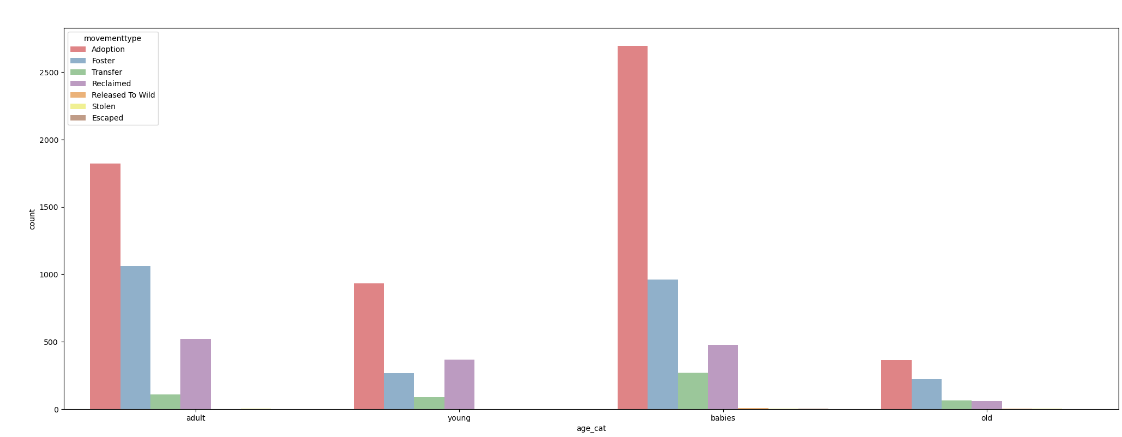 movementtype
Adoption
Foster
Transfer
Reclaimed
Released To Wild
Stolen
Escaped
2500
2000
1500
1000
500
0
count
adult young babies old
age_cat